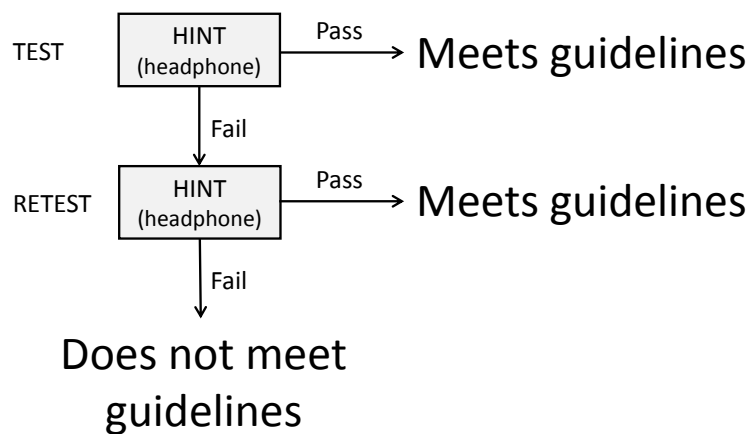 TEST
HINT
(headphone)
Pass
Meets guidelines
Fail
RETEST
HINT
(headphone)
Pass
Meets guidelines
Fail
Does not meet
guidelines